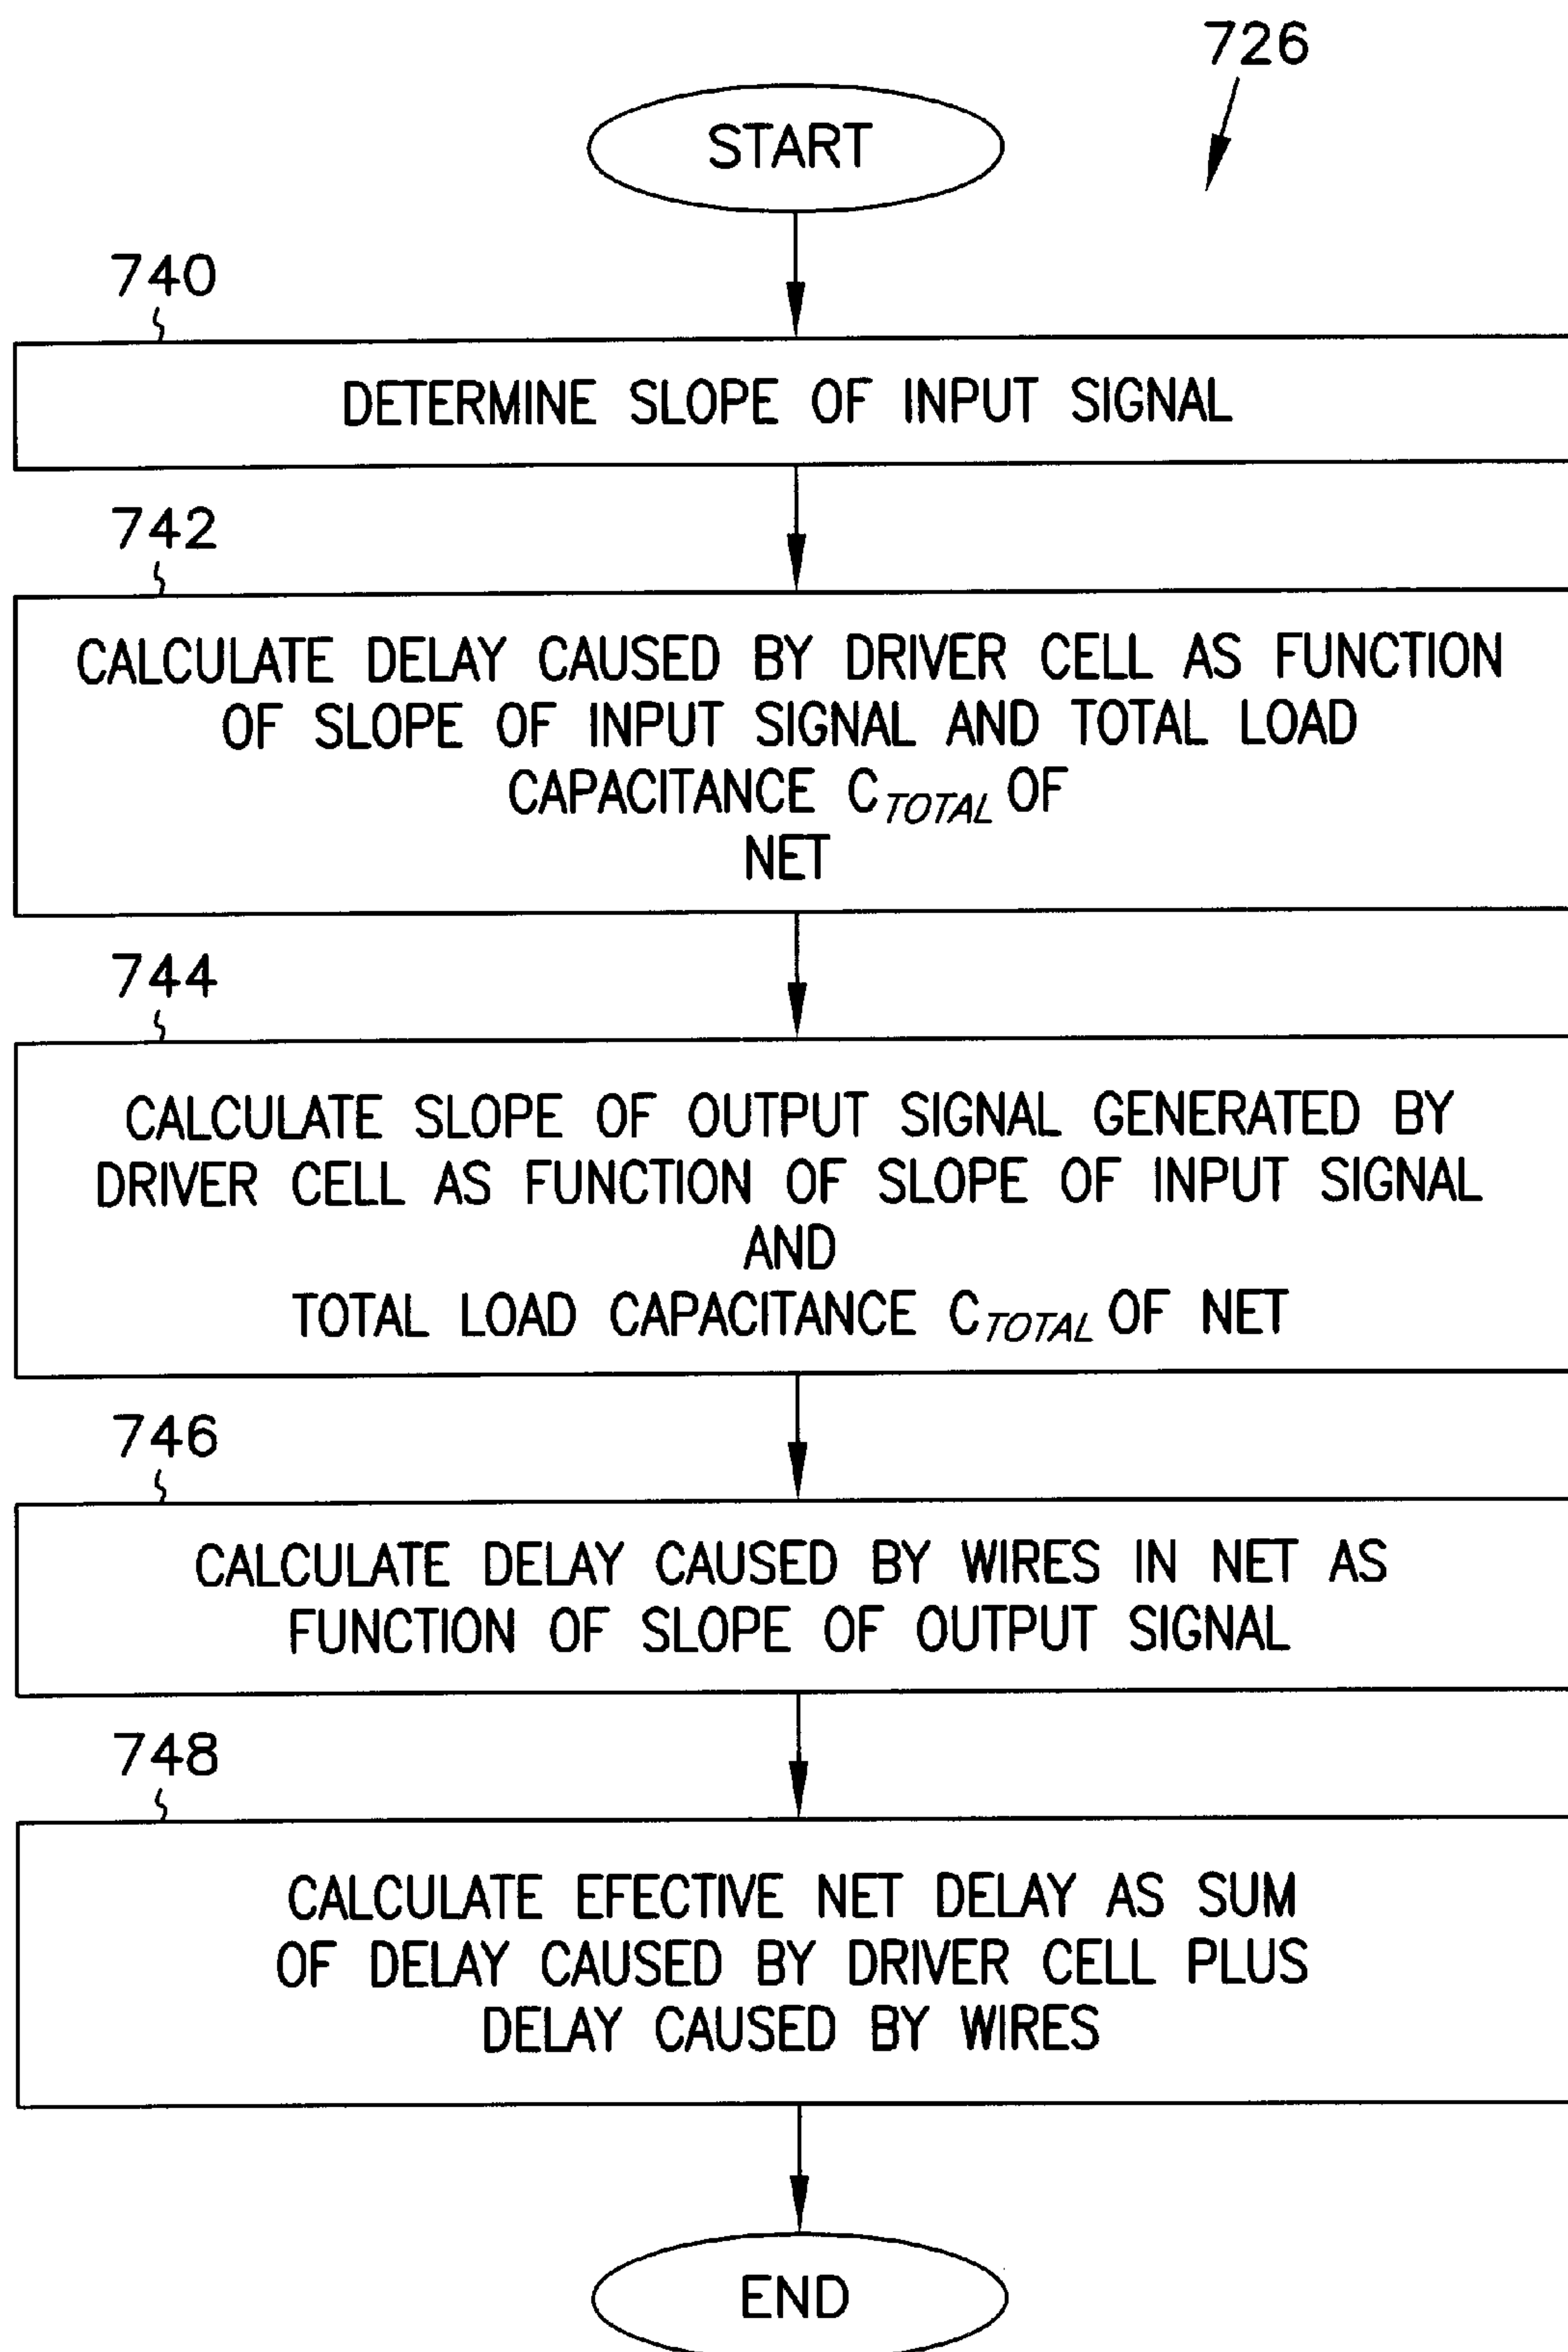 726
START
740
DETERMINE SLOPE OF INPUT SIGNAL
742
CALCULATE DELAY CAUSED BY DRIVER CELL AS FUNCTION
OF SLOPE OF INPUT SIGNAL AND TOTAL LOAD
CAPACITANCE C_TOTAL OF
NET
744
CALCULATE SLOPE OF OUTPUT SIGNAL GENERATED BY
DRIVER CELL AS FUNCTION OF SLOPE OF INPUT SIGNAL
AND
TOTAL LOAD CAPACITANCE C_TOTAL OF NET
746
CALCULATE DELAY CAUSED BY WIRES IN NET AS
FUNCTION OF SLOPE OF OUTPUT SIGNAL
748
CALCULATE EFECTIVE NET DELAY AS SUM
OF DELAY CAUSED BY DRIVER CELL PLUS
DELAY CAUSED BY WIRES
END